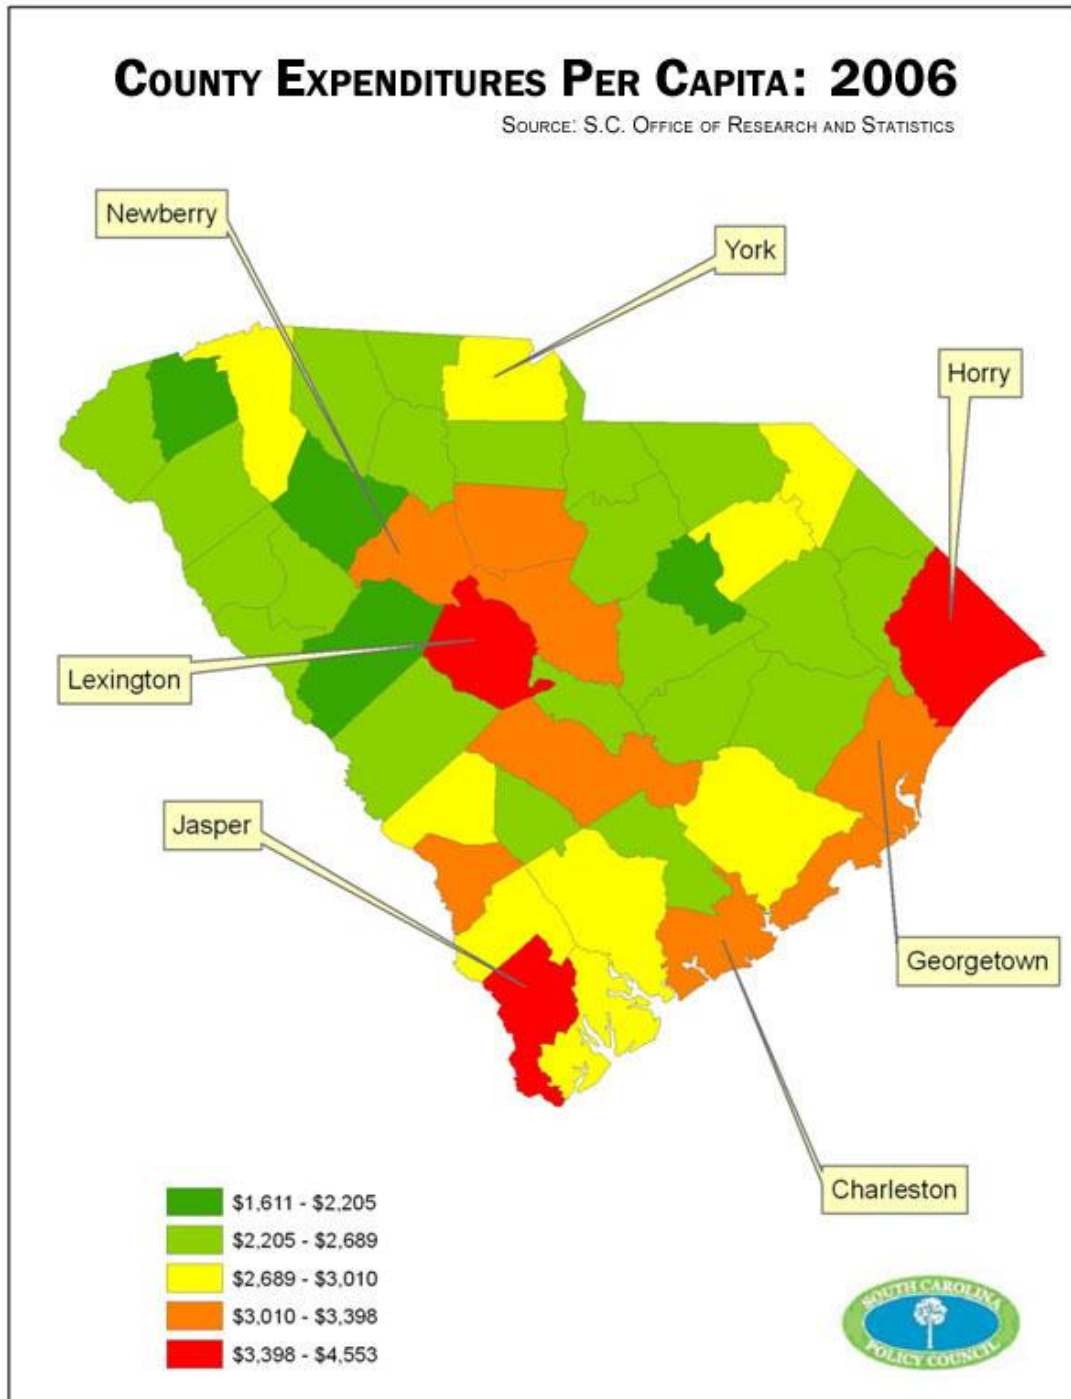 COUNTY EXPENDITURES PER CAPITA: 2006
SOURCE: S.C. OFFICE OF RESEARCH AND STATISTICS
Newberry
York
Horry
Lexington
Jasper
Georgetown
Charleston
$1,611 - $2,205
$2,205 - $2,689
$2,689 - $3,010
$3,010 - $3,398
$3,398 - $4,553
SOUTH CAROLINA
POLICY COUNCIL